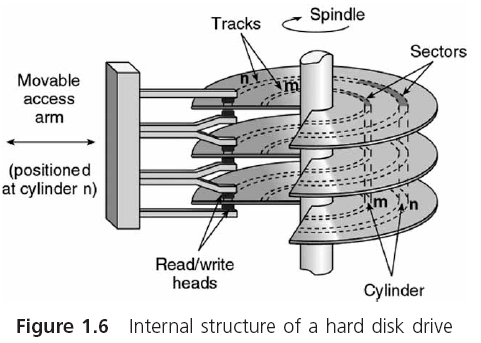 Tracks
Spindle
Sectors
n
m
Movable
access
arm
(positioned
at cylinder n)
m
n
Read/write
heads
Cylinder
Figure 1.6 Internal structure of a hard disk drive